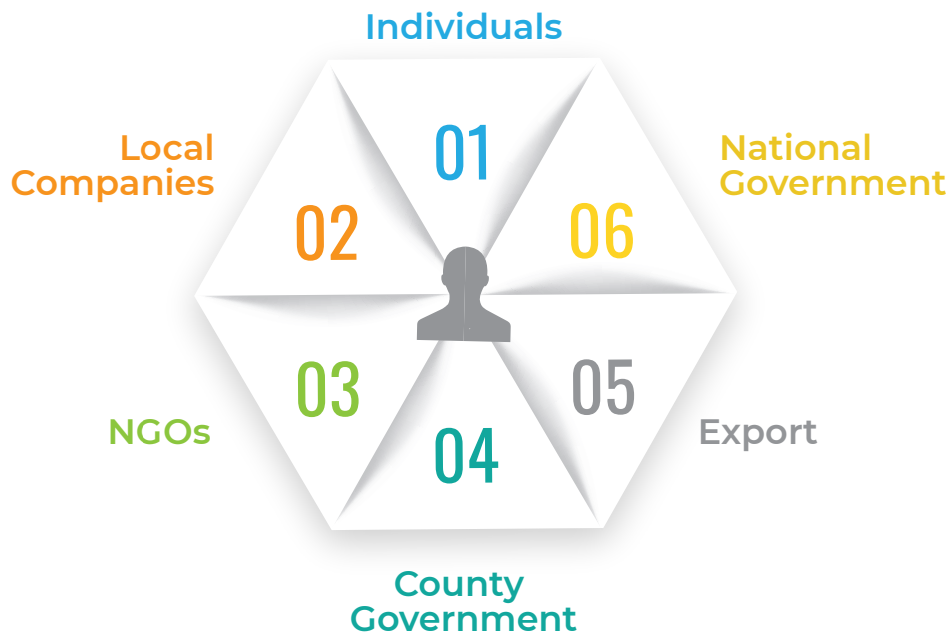 Individuals
01
Local
Companies
02
National
Government
06
NGOs
03
Export
05
04
County
Government